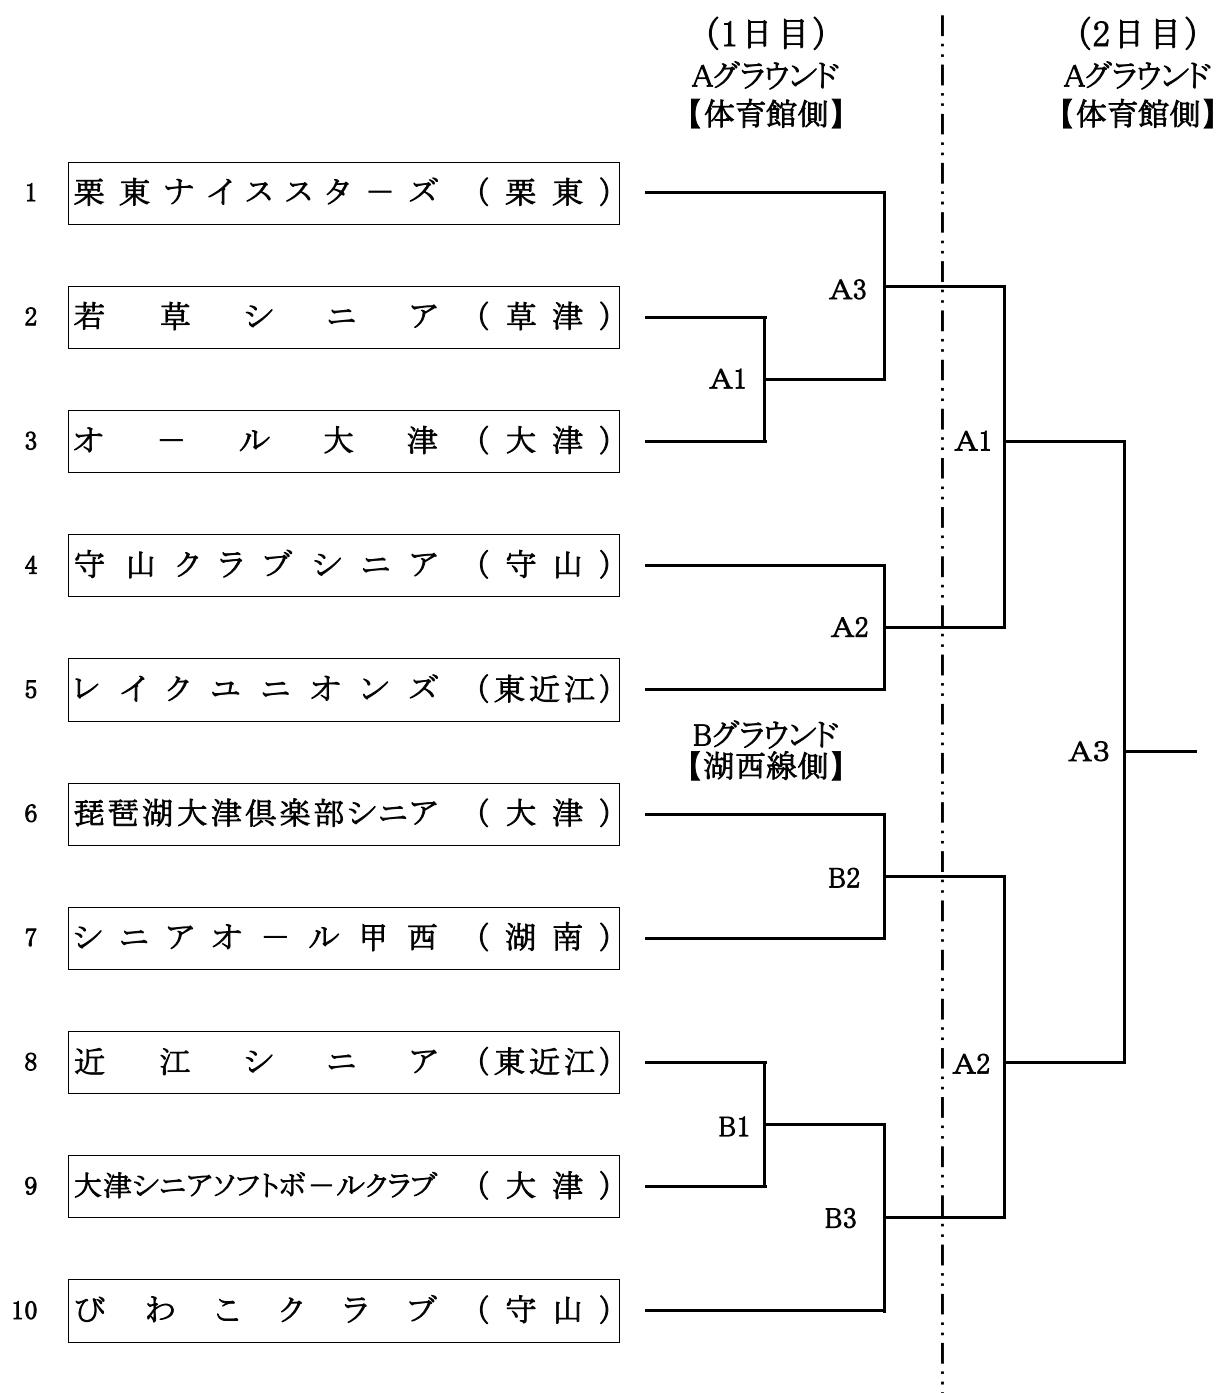 (1日目) (2日目)
Aグラウンド Aグラウンド
【体育館側】 【体育館側】
1 栗東ナイススターズ (栗東)
A3
2 若草シニア (草津)
A1
3 オール大津 (大津)
A1
4 守山クラブシニア (守山)
A2
5 レイクユニオンズ (東近江)
Bグラウンド
【湖西線側】
A3
6 琵琶湖大津倶楽部シニア (大津)
B2
7 シニアオール甲西 (湖南)
8 近江シニア (東近江)
A2
B1
9 大津シニアソフトボールクラブ (大津)
B3
10 びわこクラブ (守山)